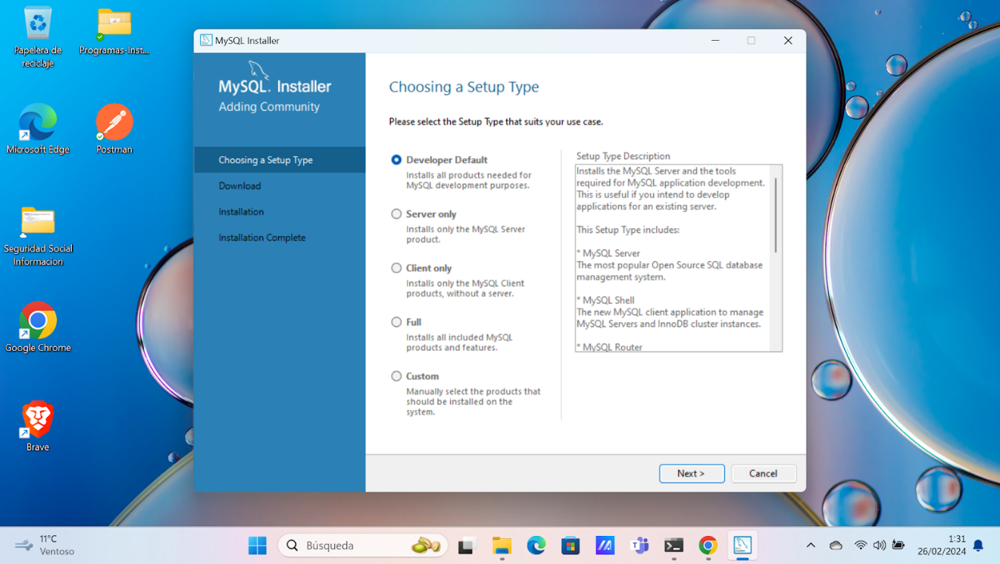 Papelera de
reciclaje
Programas-Inst...
Microsoft Edge
Postman
Seguridad Social
Informacion
Google Chrome
Brave
MySQL Installer
MySQL. Installer
Adding Community
Choosing a Setup Type
Download
Installation
Installation Complete
Choosing a Setup Type
Please select the Setup Type that suits your use case.
Developer Default
Installs all products needed for
MySQL development purposes.
Server only
Installs only the MySQL Server
product.
Client only
Installs only the MySQL Client
products, without a server.
Full
Installs all included MySQL
products and features.
Custom
Manually select the products that
should be installed on the
system.
Setup Type Description
Installs the MySQL Server and the tools
required for MySQL application development.
This is useful if you intend to develop
applications for an existing server.
This Setup Type includes:
* MySQL Server
The most popular Open Source SQL database
management system.
* MySQL Shell
The new MySQL client application to manage
MySQL Servers and InnoDB cluster instances.
* MySQL Router
Next >
Cancel
11°C
Ventoso
Búsqueda
1:31
26/02/2024